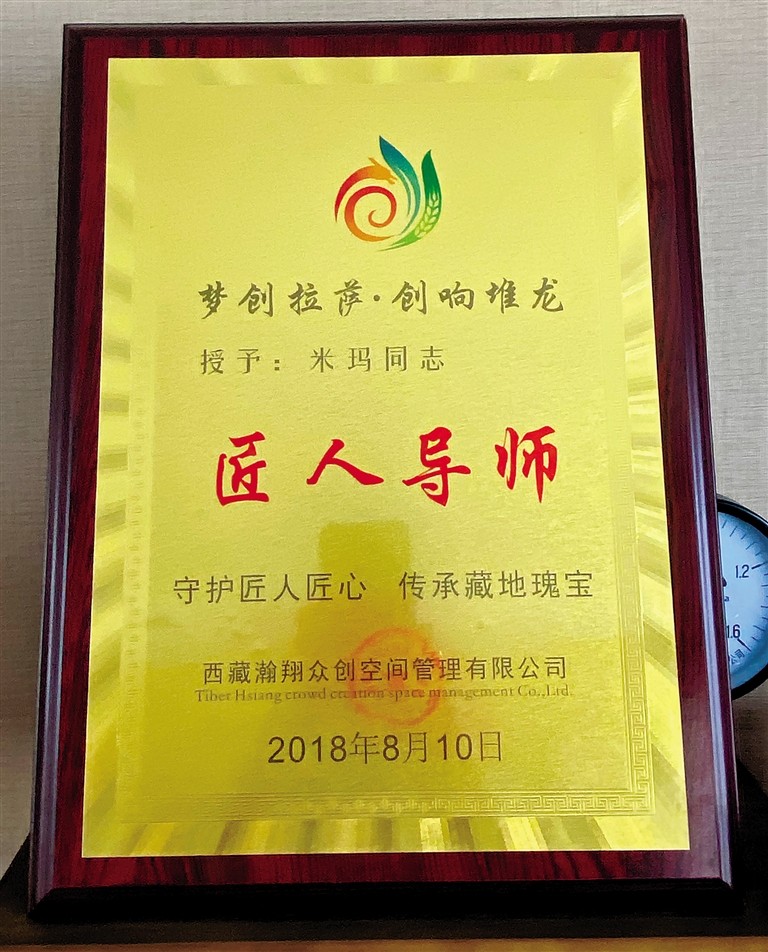 梦创拉萨·创响堆龙
授予：米玛同志
匠人导师
守护匠人匠心 传承藏地瑰宝
西藏瀚翔众创空间管理有限公司
Tibet Hsiang crowd creation space management Co.,Ltd.
2018年8月10日
1.2
1.6